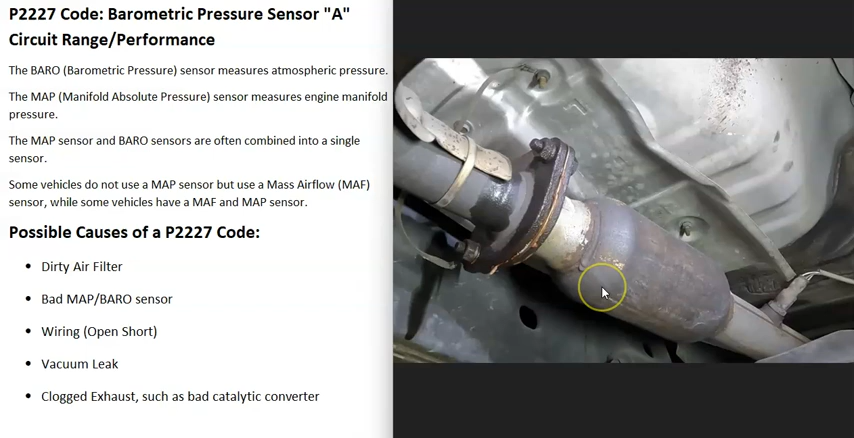 P2227 Code: Barometric Pressure Sensor "A"
Circuit Range/Performance
The BARO (Barometric Pressure) sensor measures atmospheric pressure.
The MAP (Manifold Absolute Pressure) sensor measures engine manifold
pressure.
The MAP sensor and BARO sensors are often combined into a single
sensor.
Some vehicles do not use a MAP sensor but use a Mass Airflow (MAF)
sensor, while some vehicles have a MAF and MAP sensor.
Possible Causes of a P2227 Code:
• Dirty Air Filter
• Bad MAP/BARO sensor
• Wiring (Open Short)
• Vacuum Leak
• Clogged Exhaust, such as bad catalytic converter